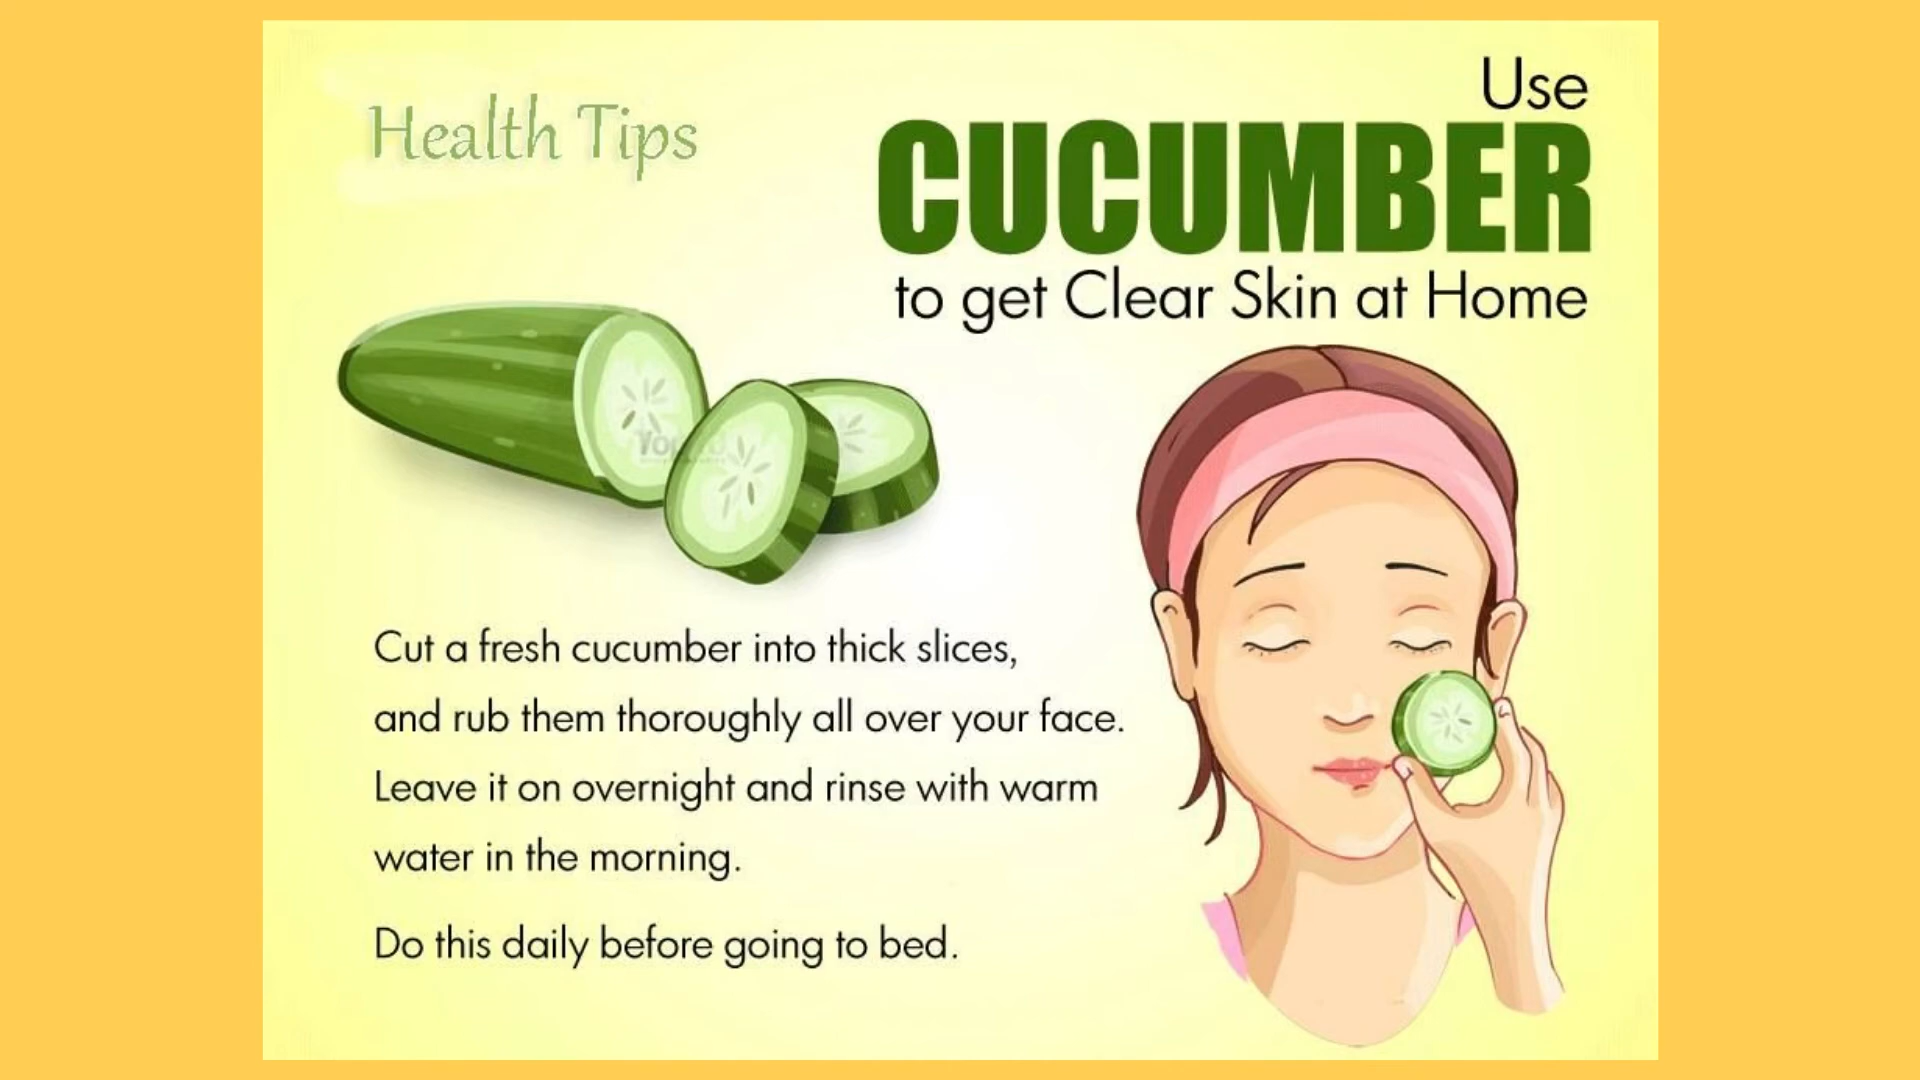 Health Tips
Use
CUCUMBER
to get Clear Skin at Home
Cut a fresh cucumber into thick slices,
and rub them thoroughly all over your face.
Leave it on overnight and rinse with warm
water in the morning.
Do this daily before going to bed.